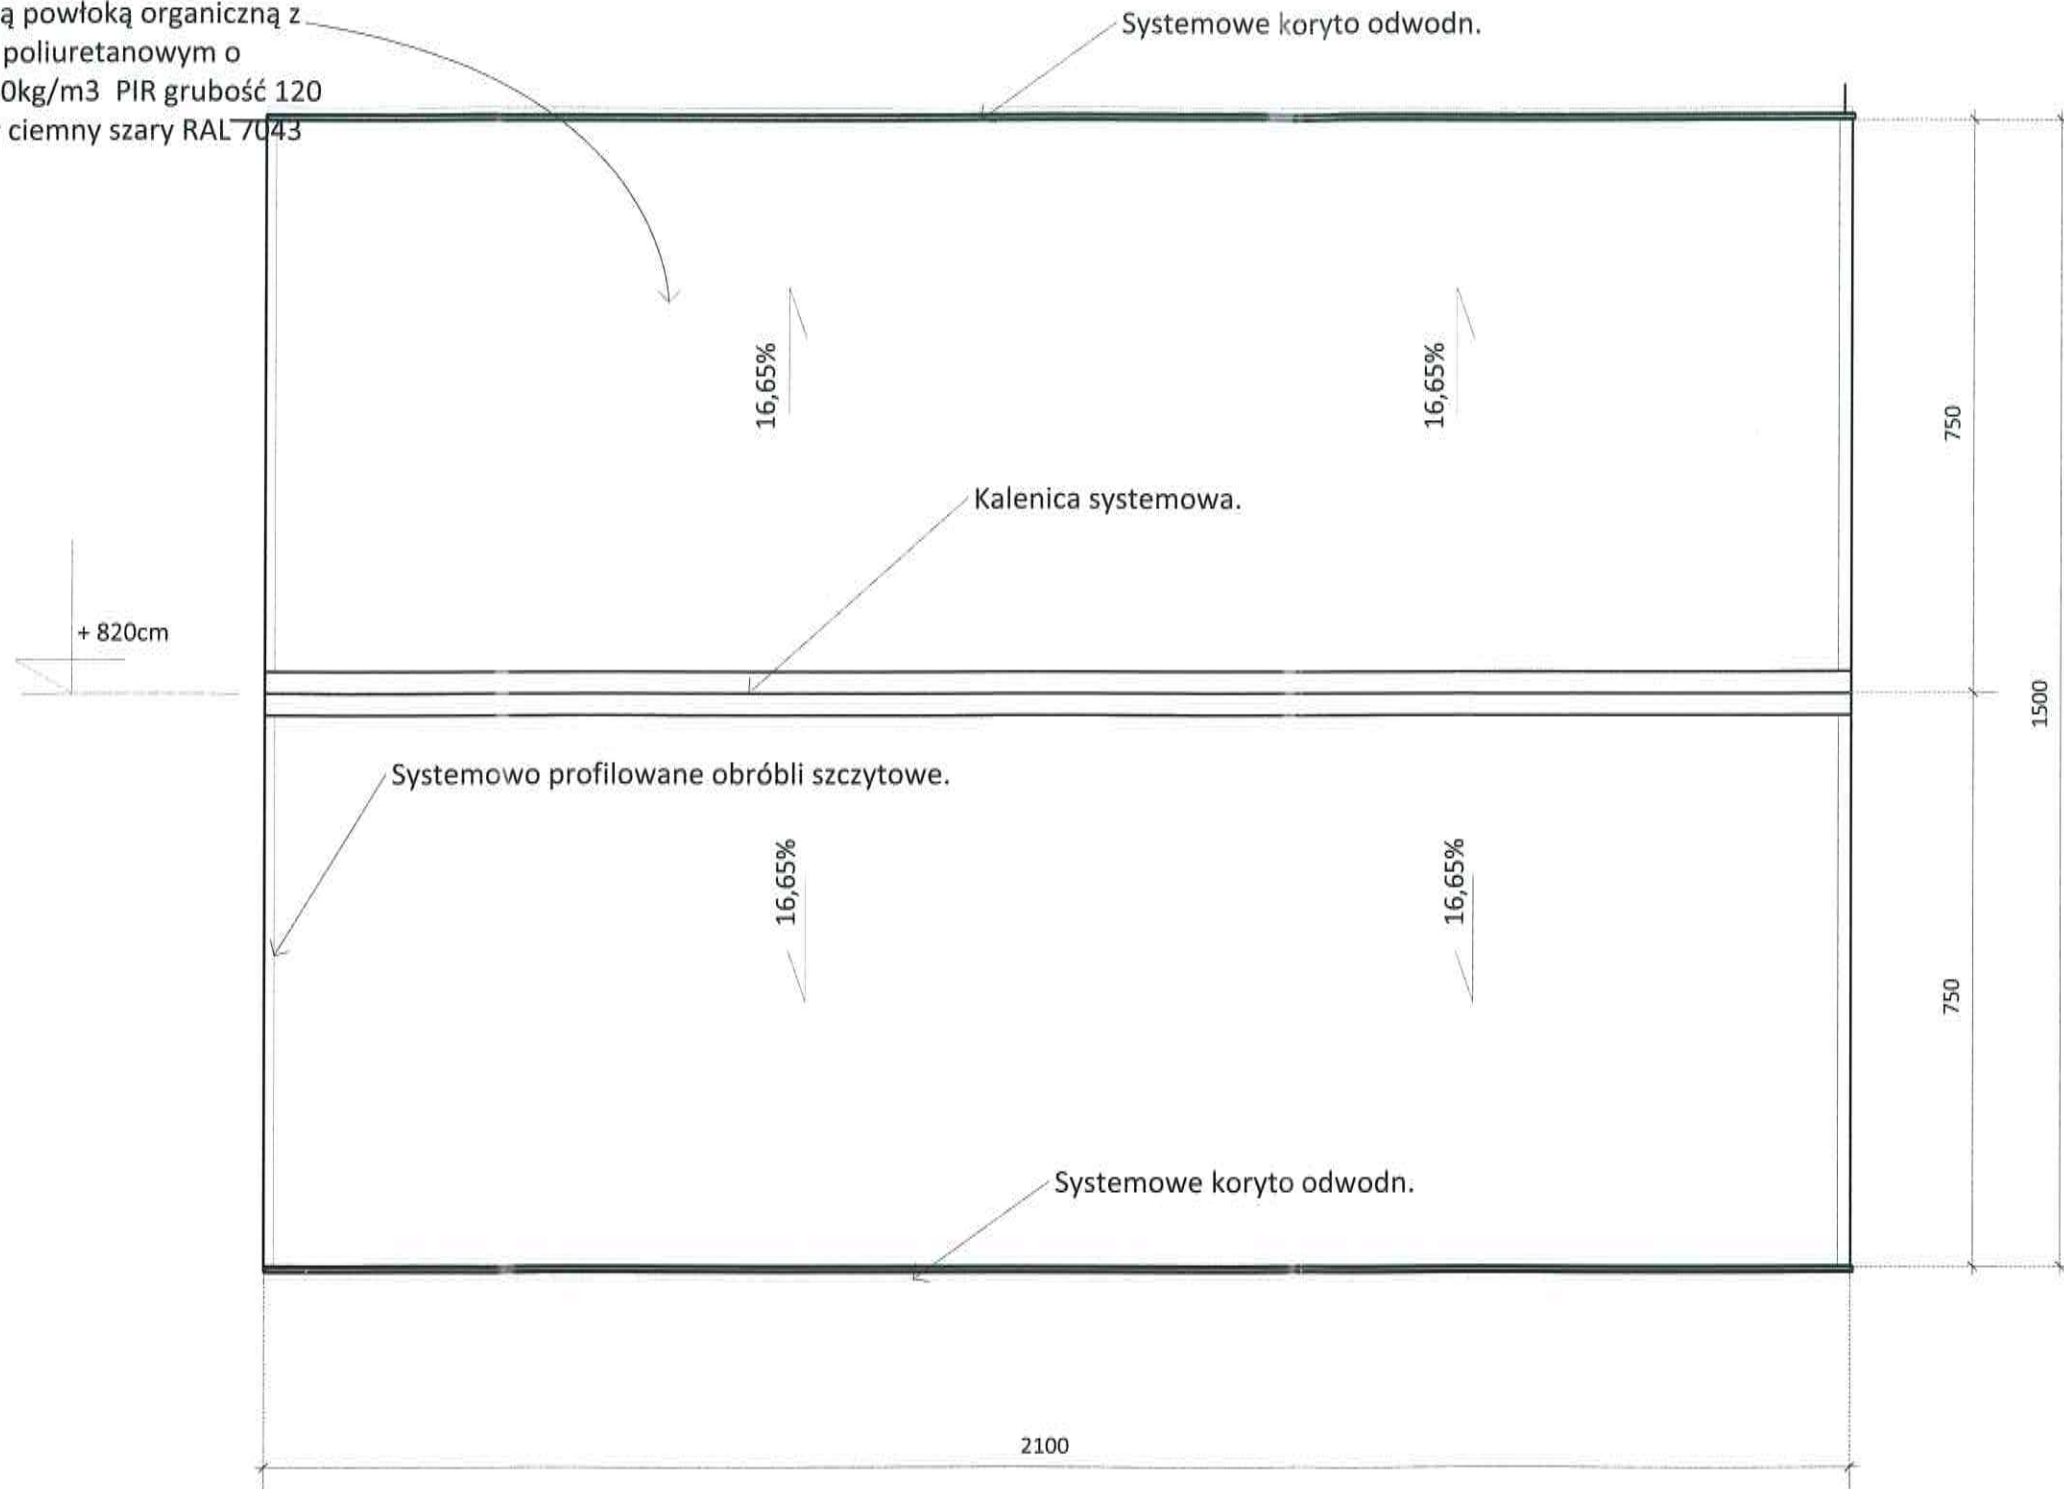 ą powłoką organiczną z
poliuretanowym o
0kg/m3 PIR grubość 120
ciemny szary RAL 7043
Systemowe koryto odwodn.
16,65%
16,65%
750
Kalenica systemowa.
+ 820cm
1500
Systemowo profilowane obróbli szczytowe.
16,65%
16,65%
750
Systemowe koryto odwodn.
2100